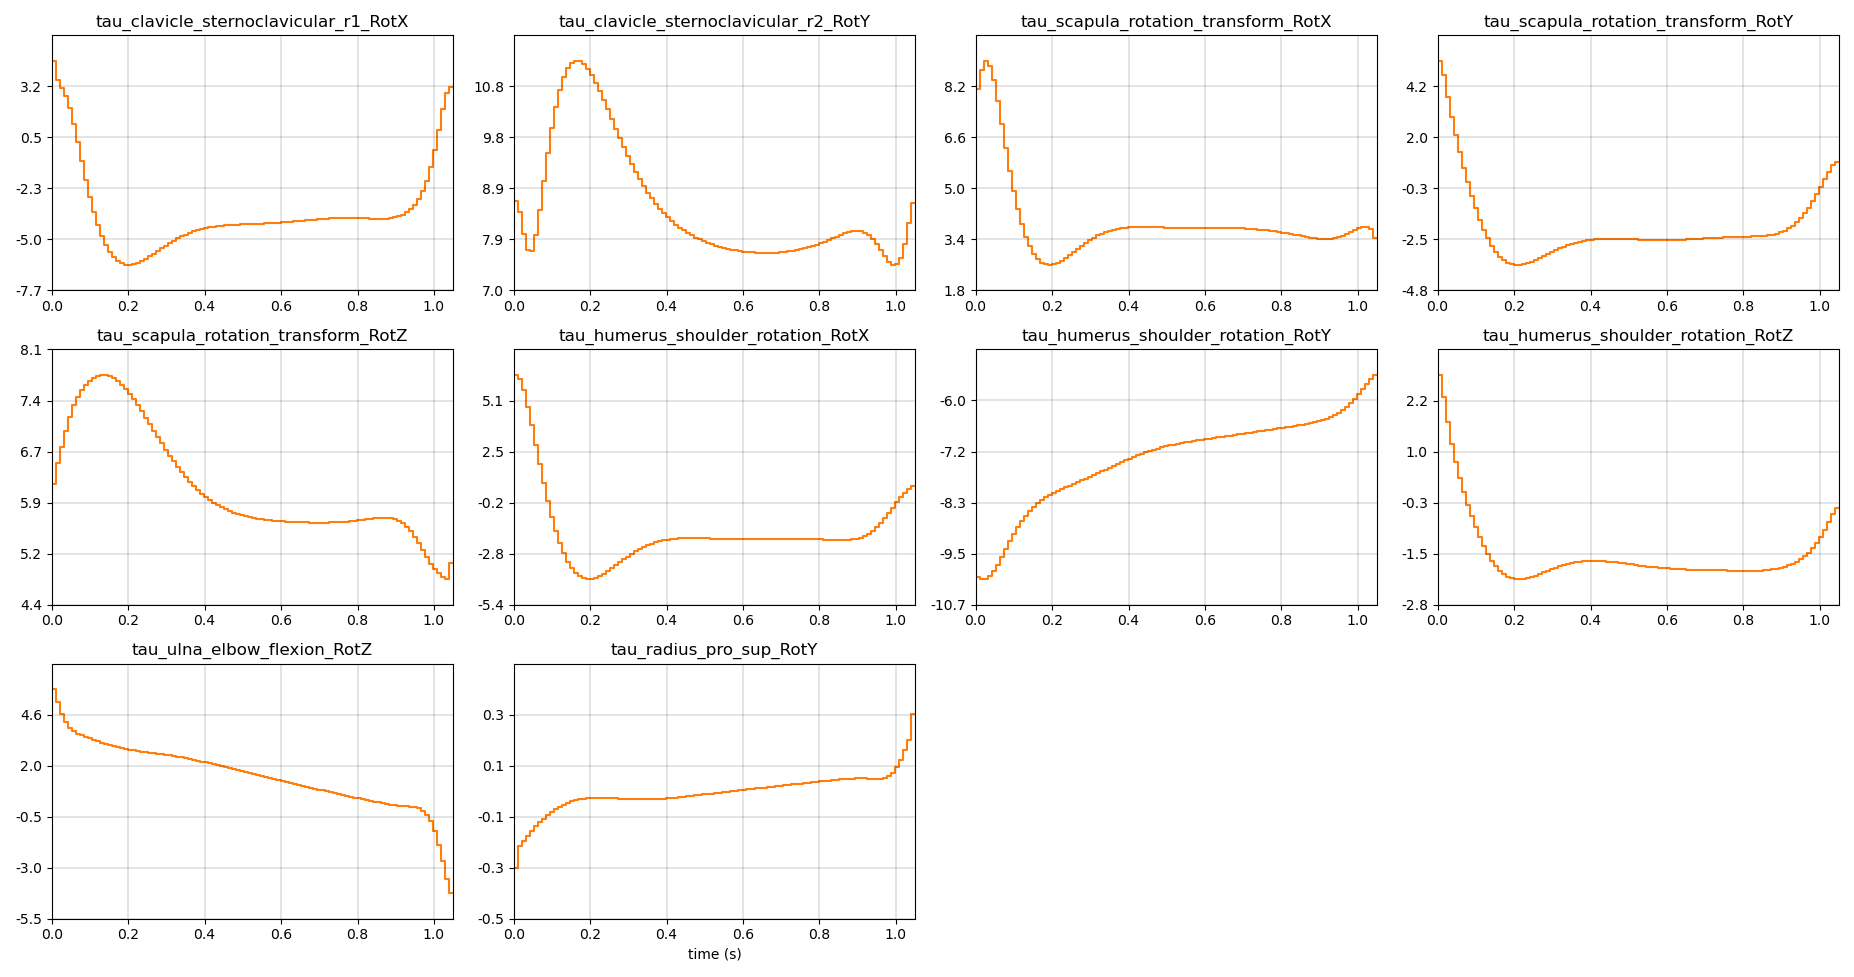 tau_clavicle_sternoclavicular_r1_RotX
3.2
0.5
-2.3
-5.0
-7.7
0.0 0.2 0.4 0.6 0.8 1.0
tau_clavicle_sternoclavicular_r2_RotY
10.8
9.8
8.9
7.9
7.0
0.0 0.2 0.4 0.6 0.8 1.0
tau_scapula_rotation_transform_RotX
8.2
6.6
5.0
3.4
1.8
0.0 0.2 0.4 0.6 0.8 1.0
tau_scapula_rotation_transform_RotY
4.2
2.0
-0.3
-2.5
-4.8
0.0 0.2 0.4 0.6 0.8 1.0
tau_scapula_rotation_transform_RotZ
8.1
7.4
6.7
5.9
5.2
4.4
0.0 0.2 0.4 0.6 0.8 1.0
tau_humerus_shoulder_rotation_RotX
5.1
2.5
-0.2
-2.8
-5.4
0.0 0.2 0.4 0.6 0.8 1.0
tau_humerus_shoulder_rotation_RotY
-6.0
-7.2
-8.3
-9.5
-10.7
0.0 0.2 0.4 0.6 0.8 1.0
tau_humerus_shoulder_rotation_RotZ
2.2
1.0
-0.3
-1.5
-2.8
0.0 0.2 0.4 0.6 0.8 1.0
tau_ulna_elbow_flexion_RotZ
4.6
2.0
-0.5
-3.0
-5.5
0.0 0.2 0.4 0.6 0.8 1.0
tau_radius_pro_sup_RotY
0.3
0.1
-0.1
-0.3
-0.5
0.0 0.2 0.4 0.6 0.8 1.0
time (s)